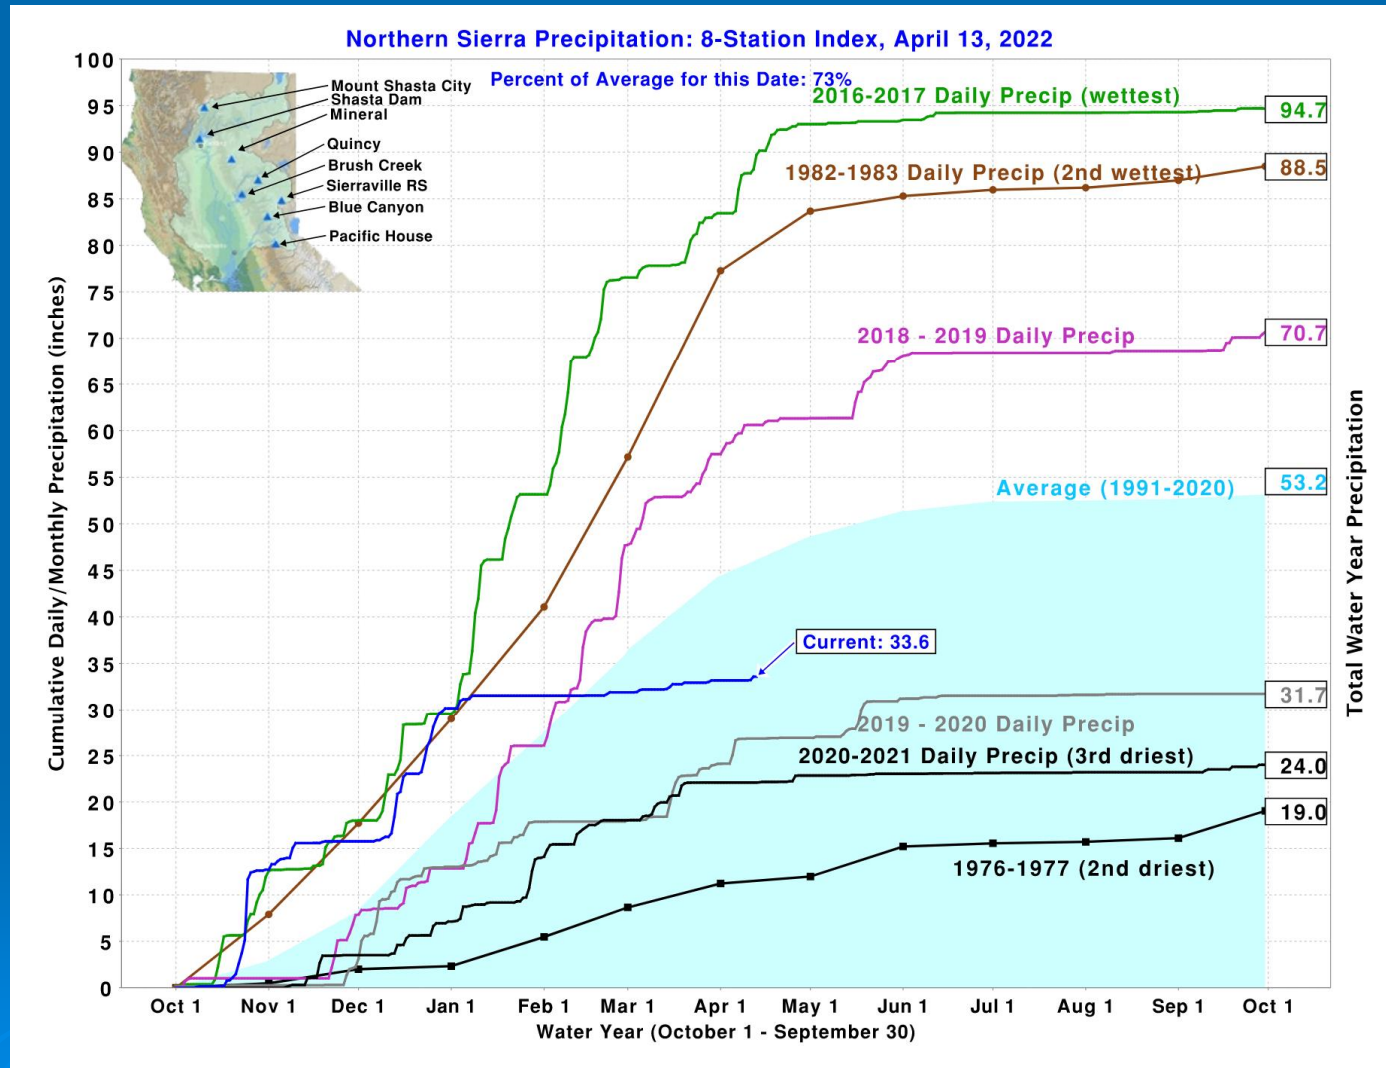 Northern Sierra Precipitation: 8-Station Index, April 13, 2022
Percent of Average for this Date: 73%
Mount Shasta City
Shasta Dam
Mineral
Quincy
Brush Creek
Sierraville RS
Blue Canyon
Pacific House
2016-2017 Daily Precip (wettest)
94.7
1982-1983 Daily Precip (2nd wettest)
88.5
2018 - 2019 Daily Precip
70.7
Average (1991-2020)
53.2
Current: 33.6
31.7
2019 - 2020 Daily Precip
2020-2021 Daily Precip (3rd driest)
24.0
19.0
1976-1977 (2nd driest)
Cumulative Daily/Monthly Precipitation (inches)
100
95
90
85
80
75
70
65
60
55
50
45
40
35
30
25
20
15
10
5
0
Total Water Year Precipitation
Oct 1 Nov 1 Dec 1 Jan 1 Feb 1 Mar 1 Apr 1 May 1 Jun 1 Jul 1 Aug 1 Sep 1 Oct 1
Water Year (October 1 - September 30)